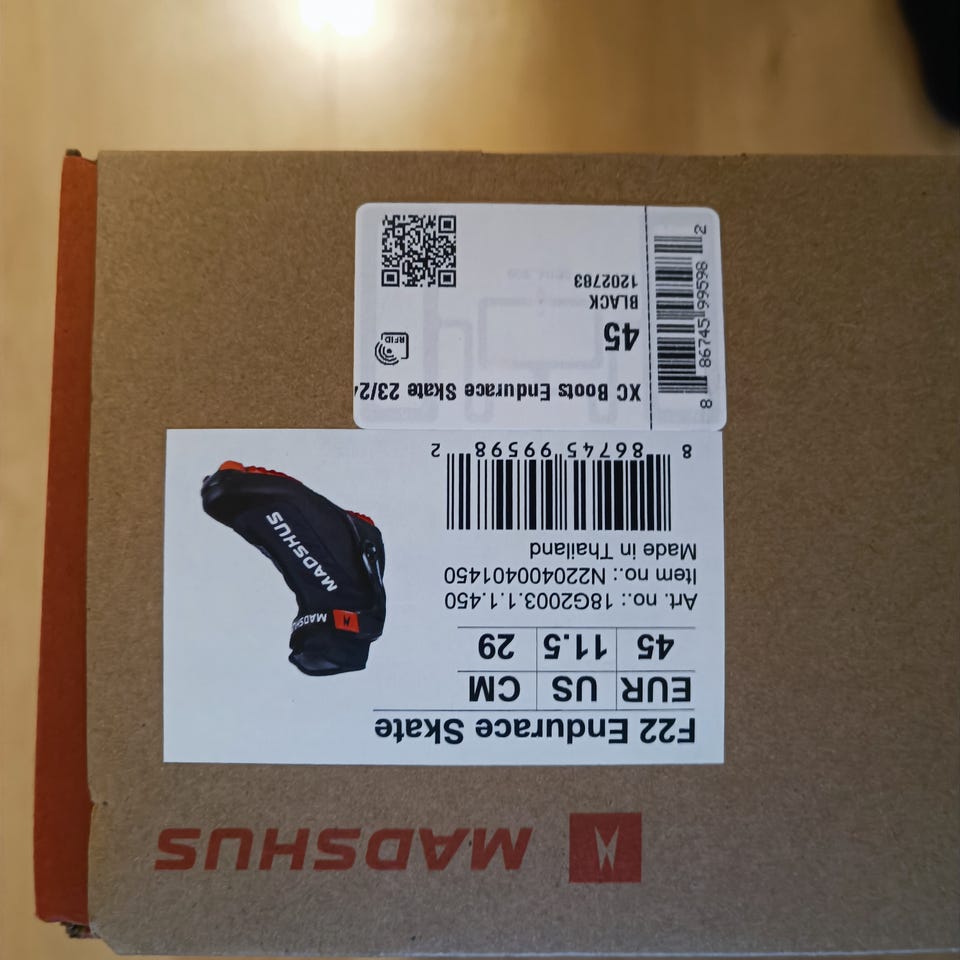 MADSHUS
F22 Endurace Skate
EUR US CM
45 11.5 29
Art. no.: 18G2003.1.1.450
Item no.: N220400401450
Made in Thailand
8 86745 99598 2
MADSHUS
MADSHUS
XC Boots Endurace Skate 23/24
45
BLACK
1202783
RFID
8 86745 99598 2